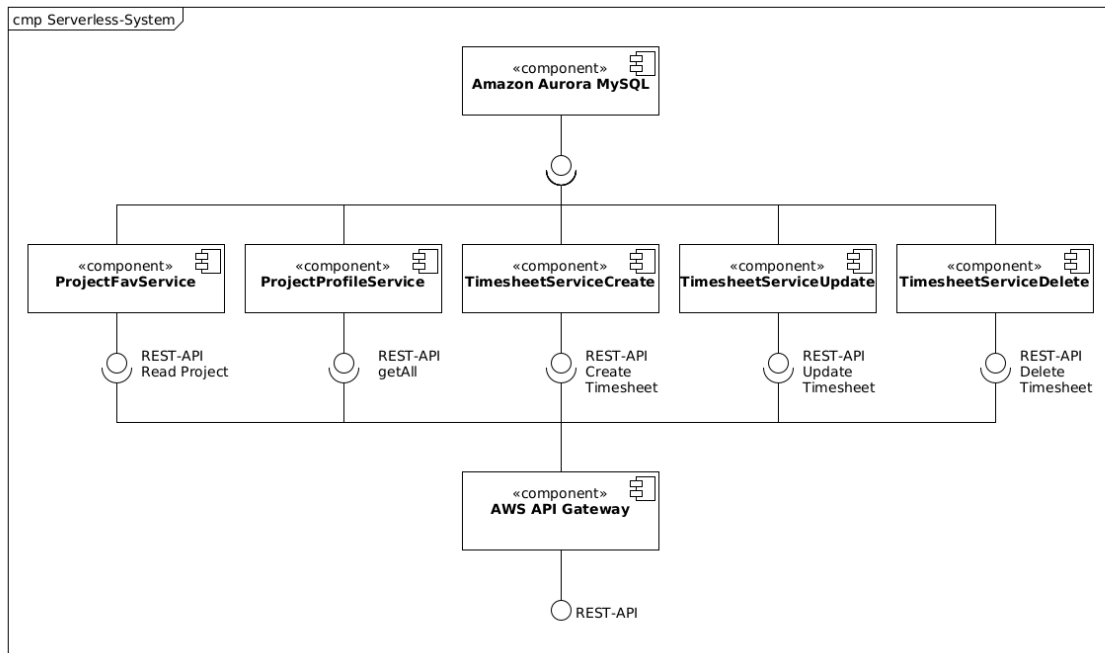 cmp Serverless-System
«component»
Amazon Aurora MySQL
«component»
ProjectFavService
«component»
ProjectProfileService
«component»
TimesheetServiceCreate
«component»
TimesheetServiceUpdate
«component»
TimesheetServiceDelete
REST-API
Read Project
REST-API
getAll
REST-API
Create
Timesheet
REST-API
Update
Timesheet
REST-API
Delete
Timesheet
«component»
AWS API Gateway
REST-API